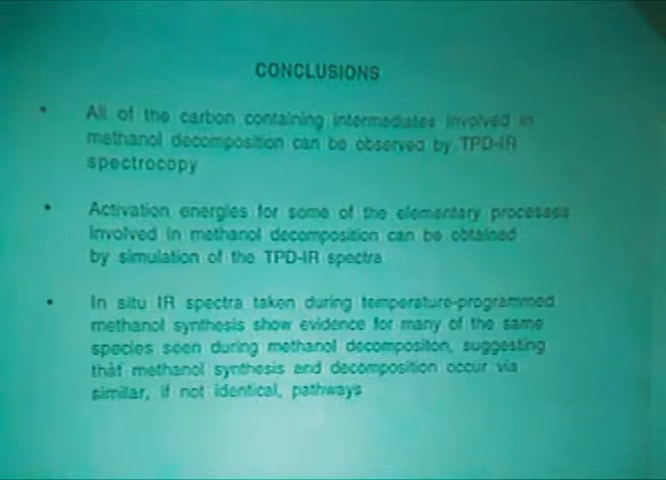 CONCLUSIONS
• All of the carbon containing intermediates involved in
methanol decomposition can be observed by TPD-IR
spectrocopy
• Activation energies for some of the elementary processes
involved in methanol decomposition can be obtained
by simulation of the TPD-IR spectra
• In situ IR spectra taken during temperature-programmed
methanol synthesis show evidence for many of the same
species seen during methanol decompositon, suggesting
that methanol synthesis and decomposition occur via
similar, if not identical, pathways